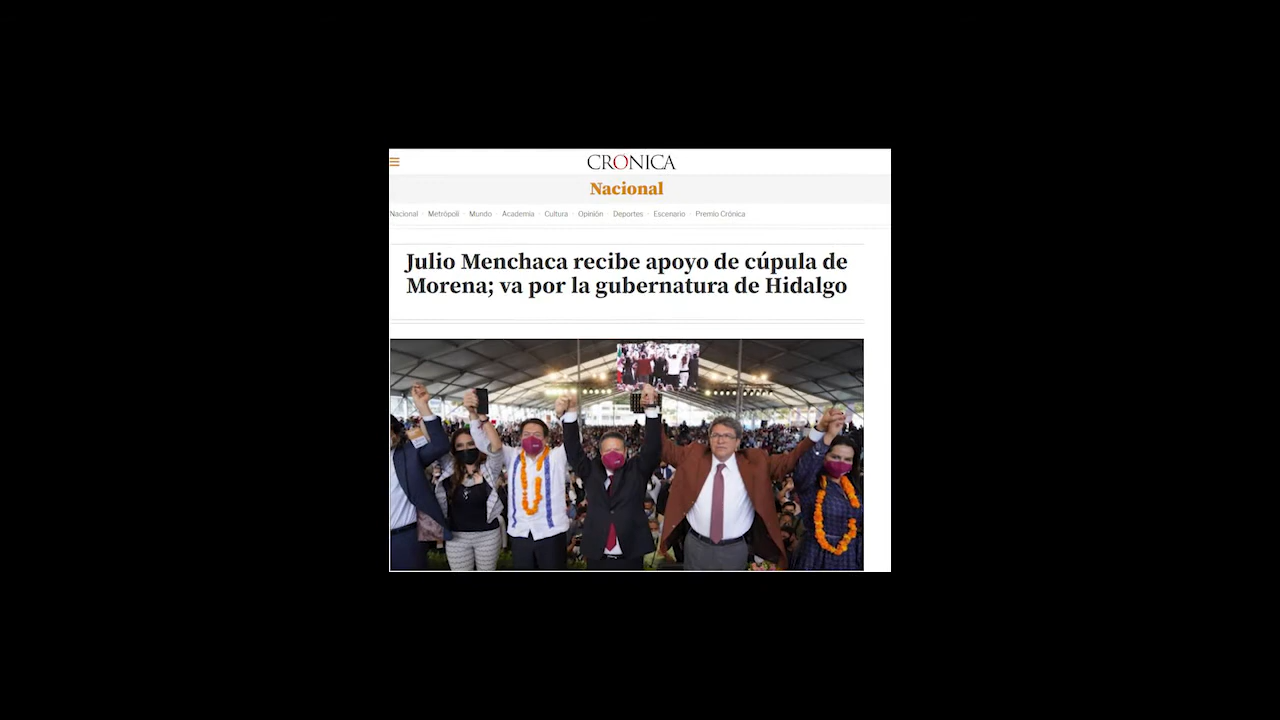 CRONICA
Nacional
Nacional Metrópoli Mundo Academia Cultura Opinión Deportes Escenario Premio Crónica
Julio Menchaca recibe apoyo de cúpula de
Morena; va por la gubernatura de Hidalgo